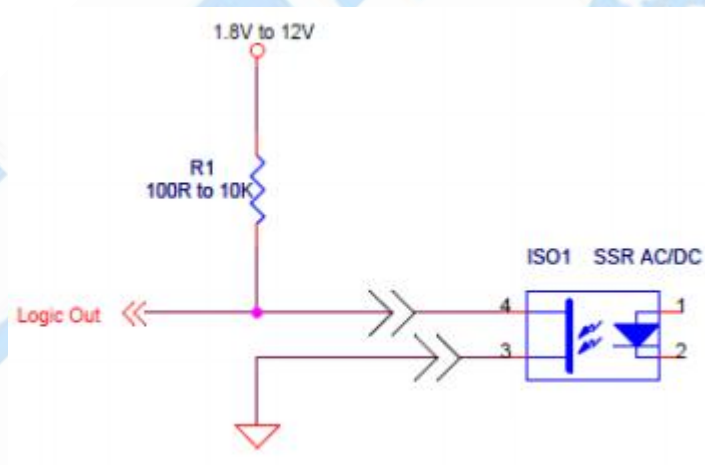 1.8V to 12V
R1
100R to 10K
ISO1 SSR AC/DC
Logic Out
4
1
3
2